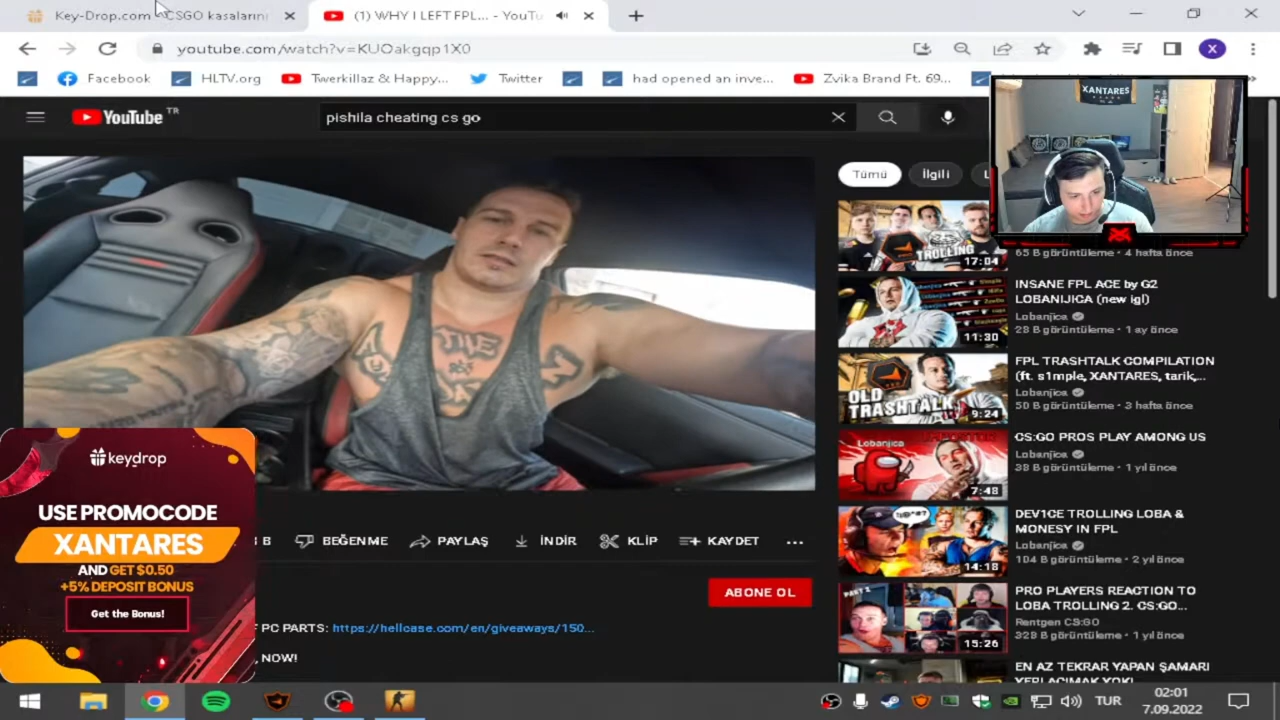 Key-Drop.com - CSGO kasalarını
(1) WHY I LEFT FPL... - YouTu
youtube.com/watch?v=KUOakgqp1X0
X
Facebook
HLTV.org
Twerkillaz & Happy...
Twitter
had opened an inve...
Zvika Brand Ft. 69...
YouTube TR
pishila cheating cs go
XANTARES
Tümü
İlgili
TROLLING
17:04
65 B görüntüleme • 4 hafta önce
INSANE FPL ACE by G2
LOBANJICA (new igl)
Lobanjica
28 B görüntüleme • 1 ay önce
11:30
FPL TRASHTALK COMPILATION
(ft. s1mple, XANTARES, tarik,...
Lobanjica
50 B görüntüleme • 3 hafta önce
OLD
TRASHTALK
9:24
CS:GO PROS PLAY AMONG US
Lobanjica
38 B görüntüleme • 1 yıl önce
Lobanjica
7:48
DEV1CE TROLLING LOBA &
MONESY IN FPL
Lobanjica
104 B görüntüleme • 2 yıl önce
14:18
PRO PLAYERS REACTION TO
LOBA TROLLING 2. CS:GO...
Rentgen CS:GO
328 B görüntüleme • 1 yıl önce
15:26
EN AZ TEKRAR YAPAN ŞAMARI
keydrop
USE PROMOCODE
XANTARES
AND GET $0.50
+5% DEPOSIT BONUS
Get the Bonus!
B
BEĞENME
PAYLAŞ
İNDİR
KLİP
KAYDET
ABONE OL
PC PARTS: https://hellcase.com/en/giveaways/150...
, NOW!
TUR
02:01
7.09.2022